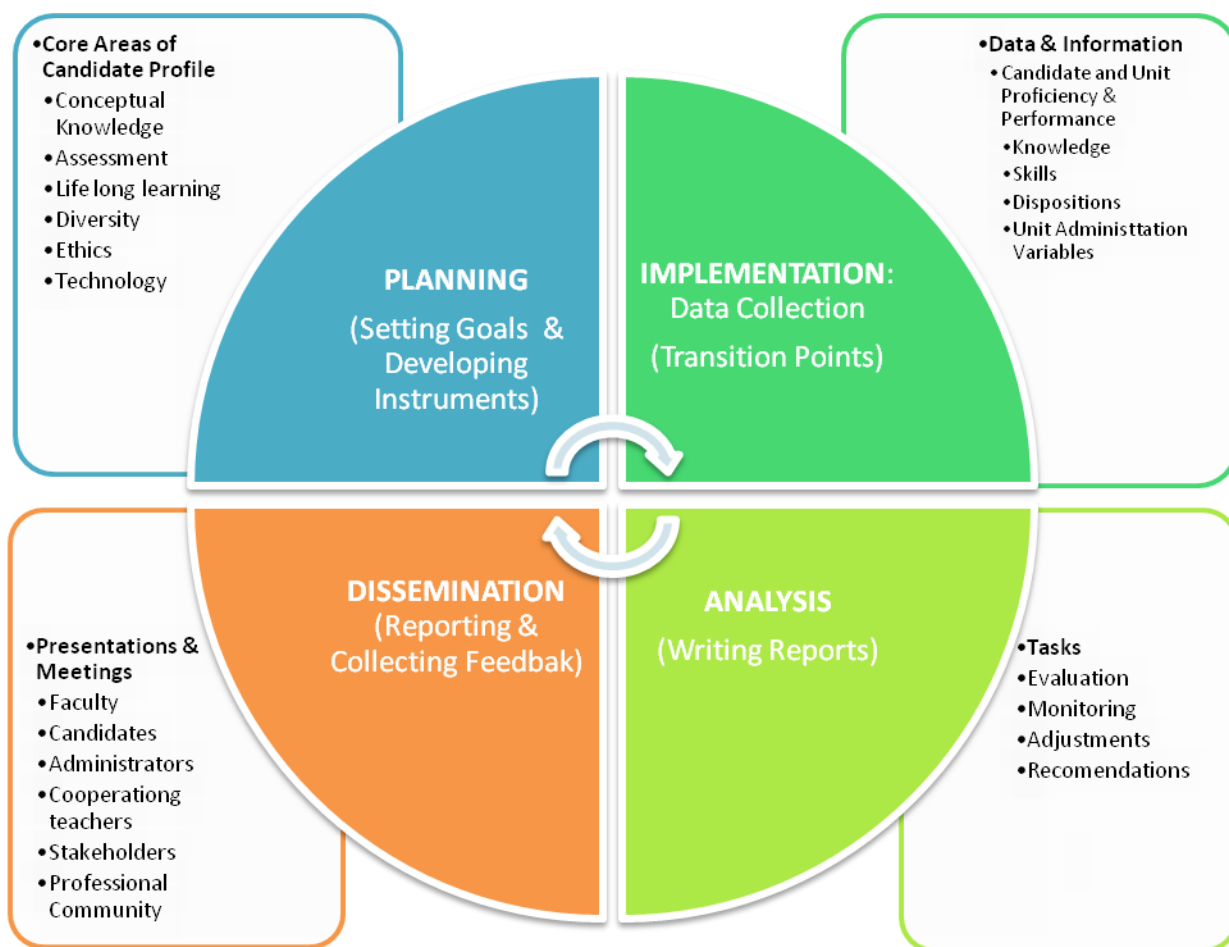 •Core Areas of
Candidate Profile
•Conceptual
Knowledge
•Assessment
•Life long learning
•Diversity
•Ethics
•Technology
PLANNING
(Setting Goals &
Developing
Instruments)
IMPLEMENTATION:
Data Collection
(Transition Points)
•Data & Information
•Candidate and Unit
Proficiency &
Performance
•Knowledge
•Skills
•Dispositions
•Unit Administtation
Variables
•Presentations &
Meetings
•Faculty
•Candidates
•Administrators
•Cooperationg
teachers
•Stakeholders
•Professional
Community
DISSEMINATION
(Reporting &
Collecting Feedbak)
ANALYSIS
(Writing Reports)
•Tasks
•Evaluation
•Monitoring
•Adjustments
•Recomendations